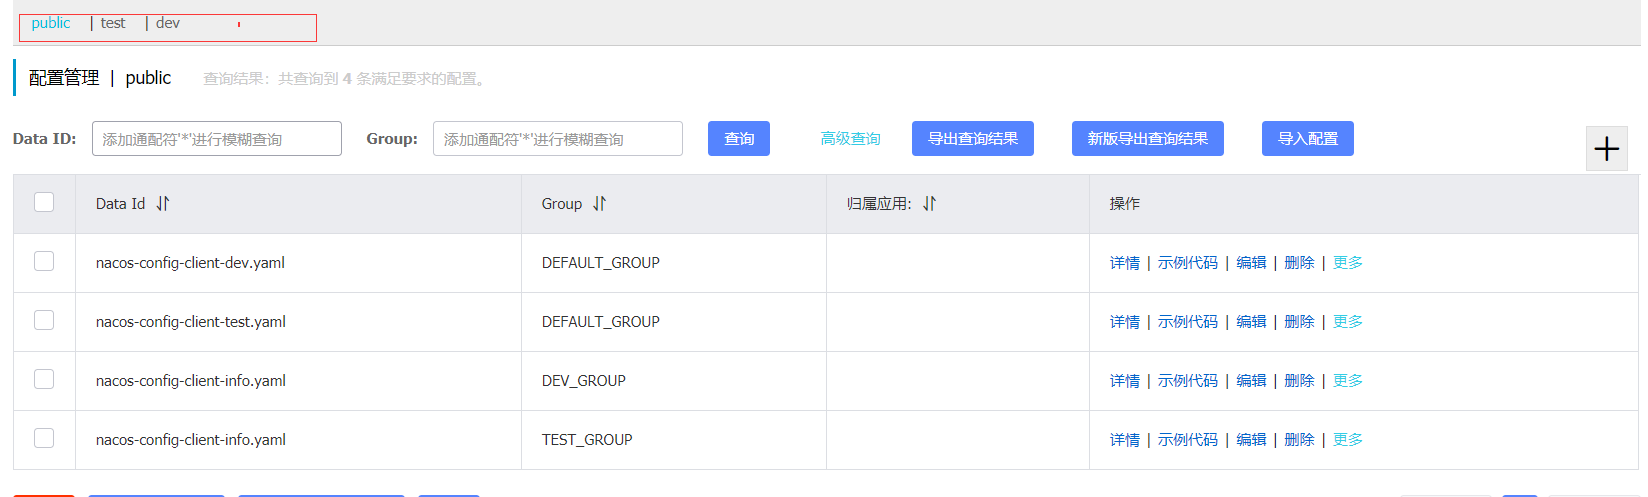 public | test | dev
配置管理 | public 查询结果：共查询到 4 条满足要求的配置。
Data ID: 添加通配符'*'进行模糊查询 Group: 添加通配符'*'进行模糊查询 查询 高级查询 导出查询结果 新版导出查询结果 导入配置
Data Id Group 归属应用: 操作
nacos-config-client-dev.yaml DEFAULT_GROUP 详情 | 示例代码 | 编辑 | 删除 | 更多
nacos-config-client-test.yaml DEFAULT_GROUP 详情 | 示例代码 | 编辑 | 删除 | 更多
nacos-config-client-info.yaml DEV_GROUP 详情 | 示例代码 | 编辑 | 删除 | 更多
nacos-config-client-info.yaml TEST_GROUP 详情 | 示例代码 | 编辑 | 删除 | 更多